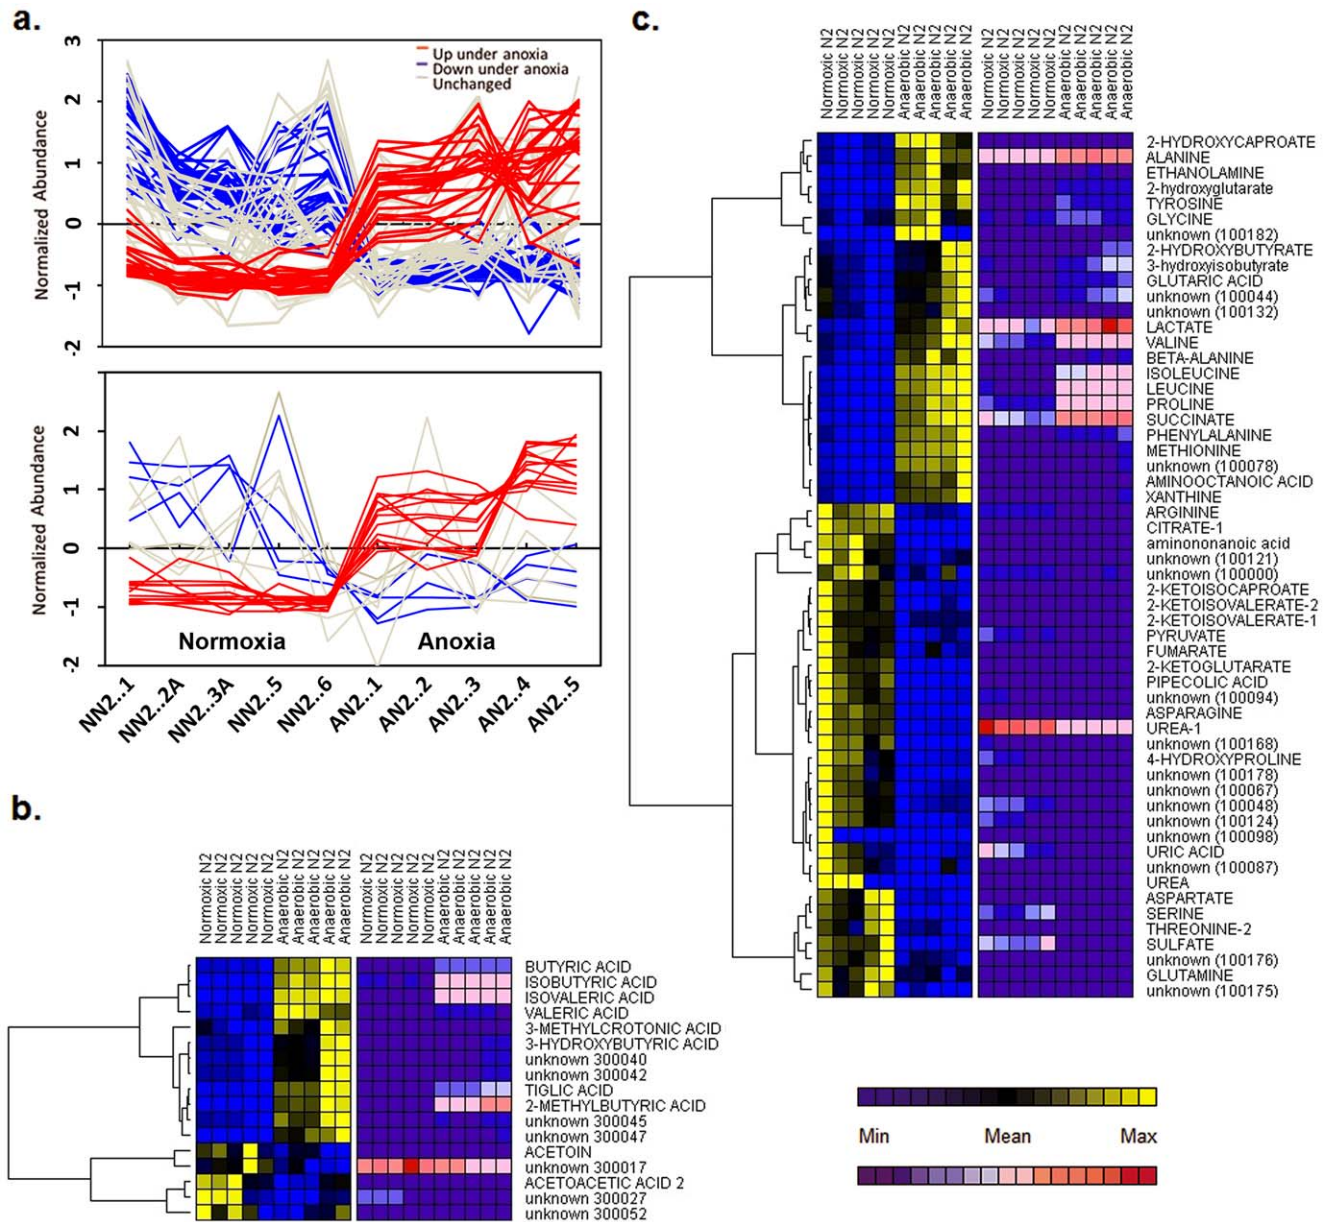 a.
3
2
1
0
-1
-2
Normalized Abundance
Up under anoxia
Down under anoxia
Unchanged
2
1
0
-1
-2
Normalized Abundance
Normoxia
Anoxia
NN2..1
NN2..2A
NN2..3A
NN2..5
NN2..6
AN2..1
AN2..2
AN2..3
AN2..4
AN2..5
b.
Normoxic N2
Normoxic N2
Normoxic N2
Normoxic N2
Normoxic N2
Anaerobic N2
Anaerobic N2
Anaerobic N2
Anaerobic N2
Anaerobic N2
Normoxic N2
Normoxic N2
Normoxic N2
Normoxic N2
Normoxic N2
Anaerobic N2
Anaerobic N2
Anaerobic N2
Anaerobic N2
Anaerobic N2
BUTYRIC ACID
ISOBUTYRIC ACID
ISOVALERIC ACID
VALERIC ACID
3-METHYLCROTONIC ACID
3-HYDROXYBUTYRIC ACID
unknown 300040
unknown 300042
TIGLIC ACID
2-METHYLBUTYRIC ACID
unknown 300045
unknown 300047
ACETOIN
unknown 300017
ACETOACETIC ACID 2
unknown 300027
unknown 300052
c.
Normoxic N2
Normoxic N2
Normoxic N2
Normoxic N2
Normoxic N2
Anaerobic N2
Anaerobic N2
Anaerobic N2
Anaerobic N2
Anaerobic N2
Normoxic N2
Normoxic N2
Normoxic N2
Normoxic N2
Normoxic N2
Anaerobic N2
Anaerobic N2
Anaerobic N2
Anaerobic N2
Anaerobic N2
2-HYDROXYCAPROATE
ALANINE
ETHANOLAMINE
2-hydroxyglutarate
TYROSINE
GLYCINE
unknown (100182)
2-HYDROXYBUTYRATE
3-hydroxyisobutyrate
GLUTARIC ACID
unknown (100044)
unknown (100132)
LACTATE
VALINE
BETA-ALANINE
ISOLEUCINE
LEUCINE
PROLINE
SUCCINATE
PHENYLALANINE
METHIONINE
unknown (100078)
AMINOOCTANOIC ACID
XANTHINE
ARGININE
CITRATE-1
aminononanoic acid
unknown (100121)
unknown (100000)
2-KETOISOCAPROATE
2-KETOISOVALERATE-2
2-KETOISOVALERATE-1
PYRUVATE
FUMARATE
2-KETOGLUTARATE
PIPECOLIC ACID
unknown (100094)
ASPARAGINE
UREA-1
unknown (100168)
4-HYDROXYPROLINE
unknown (100178)
unknown (100067)
unknown (100048)
unknown (100124)
unknown (100098)
URIC ACID
unknown (100087)
UREA
ASPARTATE
SERINE
THREONINE-2
SULFATE
unknown (100176)
GLUTAMINE
unknown (100175)
Min Mean Max